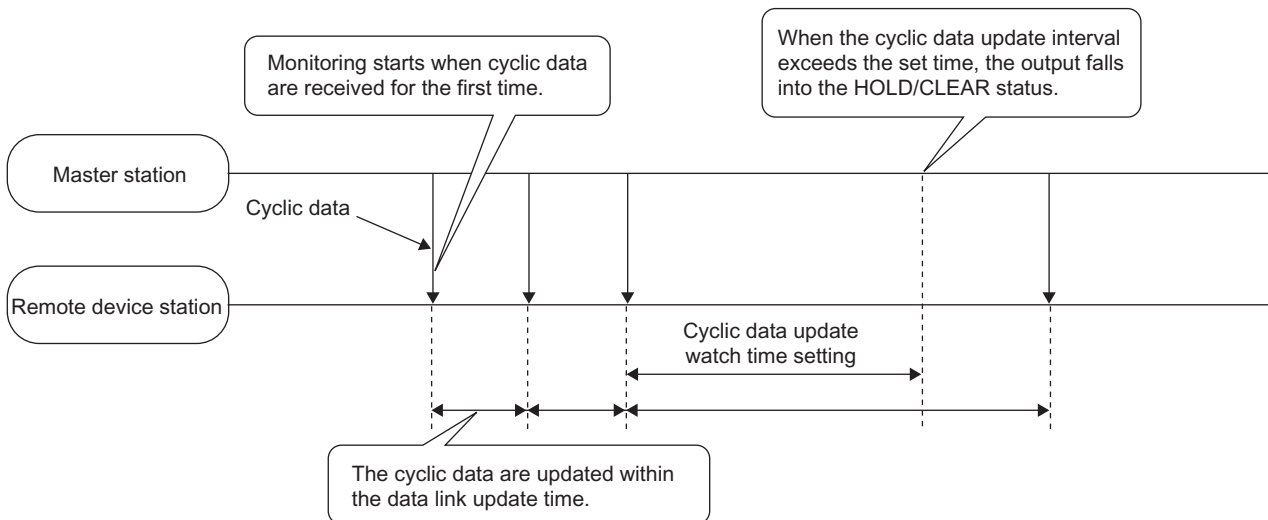 Monitoring starts when cyclic data
are received for the first time.
When the cyclic data update interval
exceeds the set time, the output falls
into the HOLD/CLEAR status.
Master station
Cyclic data
Remote device station
Cyclic data update
watch time setting
The cyclic data are updated within
the data link update time.